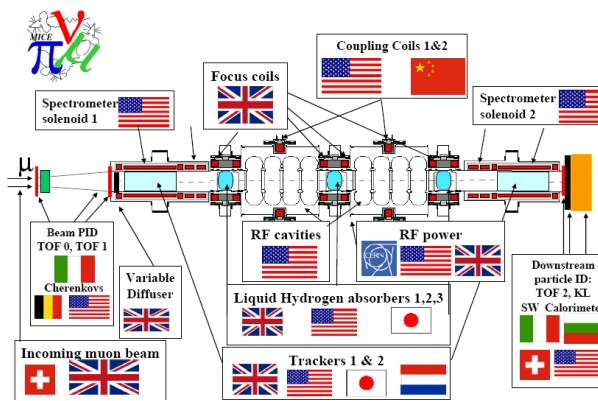 MICE
ν
π μ
Coupling Coils 1&2
Focus coils
Spectrometer
solenoid 1
Spectrometer
solenoid 2
μ
Beam PID
TOF 0, TOF 1
Cherenkovs
RF cavities
RF power
CERN
Variable
Diffuser
Downstream
particle ID:
TOF 2, KL
SW Calorimete
Liquid Hydrogen absorbers 1,2,3
Incoming muon beam
Trackers 1 & 2